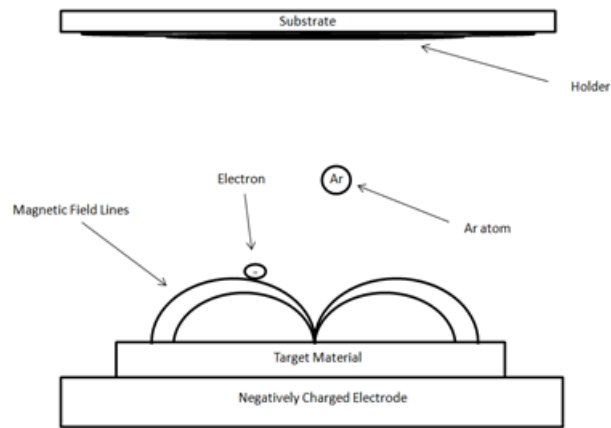 Substrate
Holder
Electron
Ar
Magnetic Field Lines
Ar atom
-
Target Material
Negatively Charged Electrode